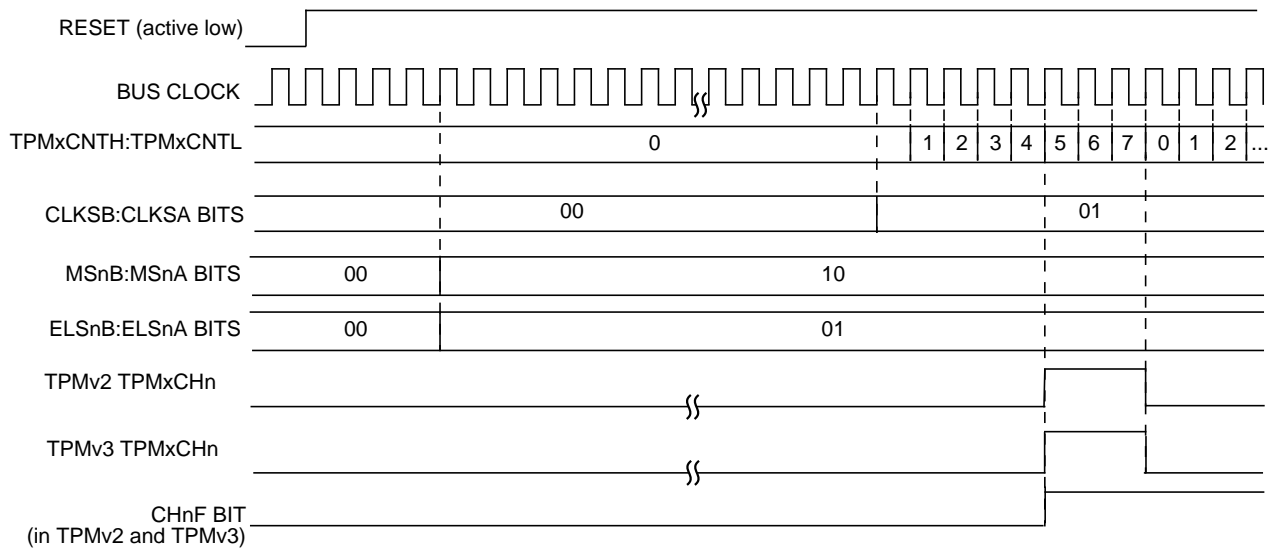 RESET (active low)
BUS CLOCK
TPMxCNTH:TPMxCNTL 0 1 2 3 4 5 6 7 0 1 2 ...
CLKSB:CLKSA BITS 00 01
MSnB:MSnA BITS 00 10
ELSnB:ELSnA BITS 00 01
TPMv2 TPMxCHn
TPMv3 TPMxCHn
CHnF BIT
(in TPMv2 and TPMv3)